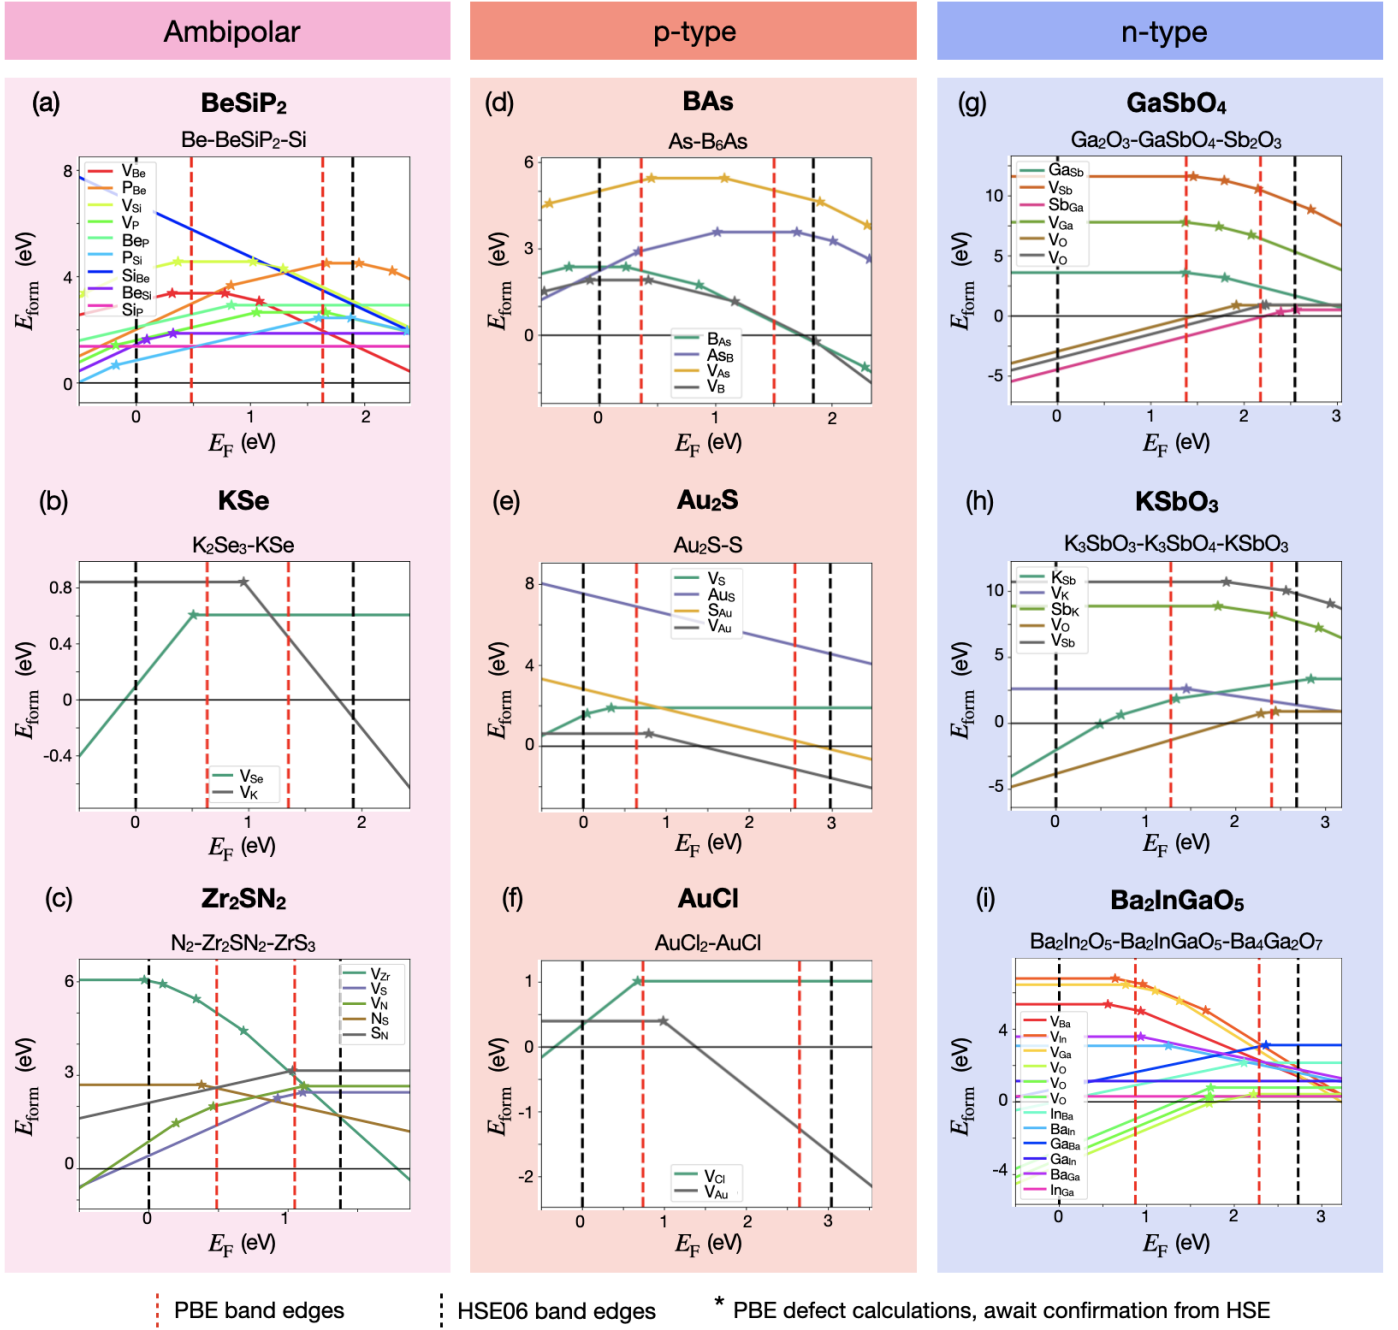 Ambipolar
p-type
n-type
(a)
BeSiP2
Be-BeSiP2-Si
8
4
0
Eform (eV)
VBe
PBe
VSi
VP
BeP
PSi
SiBe
BeSi
SiP
0 1 2
EF (eV)
(d)
BAs
As-B6As
6
3
0
Eform (eV)
BAs
AsB
VAs
VB
0 1 2
EF (eV)
(g)
GaSbO4
Ga2O3-GaSbO4-Sb2O3
10
5
0
-5
Eform (eV)
GaSb
VSb
SbGa
VGa
VO
VO
0 1 2 3
EF (eV)
(b)
KSe
K2Se3-KSe
0.8
0.4
0
-0.4
Eform (eV)
VSe
VK
0 1 2
EF (eV)
(e)
Au2S
Au2S-S
8
4
0
Eform (eV)
VS
AuS
SAu
VAu
0 1 2 3
EF (eV)
(h)
KSbO3
K3SbO3-K3SbO4-KSbO3
10
5
0
-5
Eform (eV)
KSb
VK
SbK
VO
VSb
0 1 2 3
EF (eV)
(c)
Zr2SN2
N2-Zr2SN2-ZrS3
6
3
0
Eform (eV)
VZr
VS
VN
NS
SN
0 1
EF (eV)
(f)
AuCl
AuCl2-AuCl
1
0
-1
-2
Eform (eV)
VCl
VAu
0 1 2 3
EF (eV)
(i)
Ba2InGaO5
Ba2In2O5-Ba2InGaO5-Ba4Ga2O7
4
0
-4
Eform (eV)
VBa
VIn
VGa
VO
VO
VO
InBa
BaIn
GaBa
GaIn
BaGa
InGa
0 1 2 3
EF (eV)
PBE band edges
HSE06 band edges
* PBE defect calculations, await confirmation from HSE